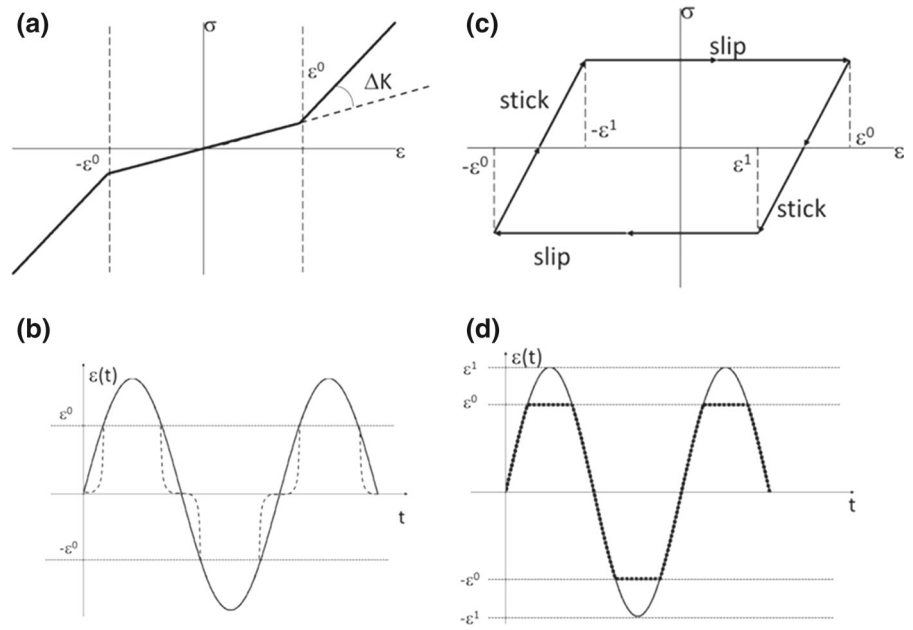 (a)
σ
ε⁰
ΔK
ε
-ε⁰
(c)
σ
slip
stick
-ε¹
ε⁰
-ε⁰
ε¹
ε
stick
slip
(b)
ε(t)
ε⁰
t
-ε⁰
(d)
ε(t)
ε¹
ε⁰
t
-ε⁰
-ε¹